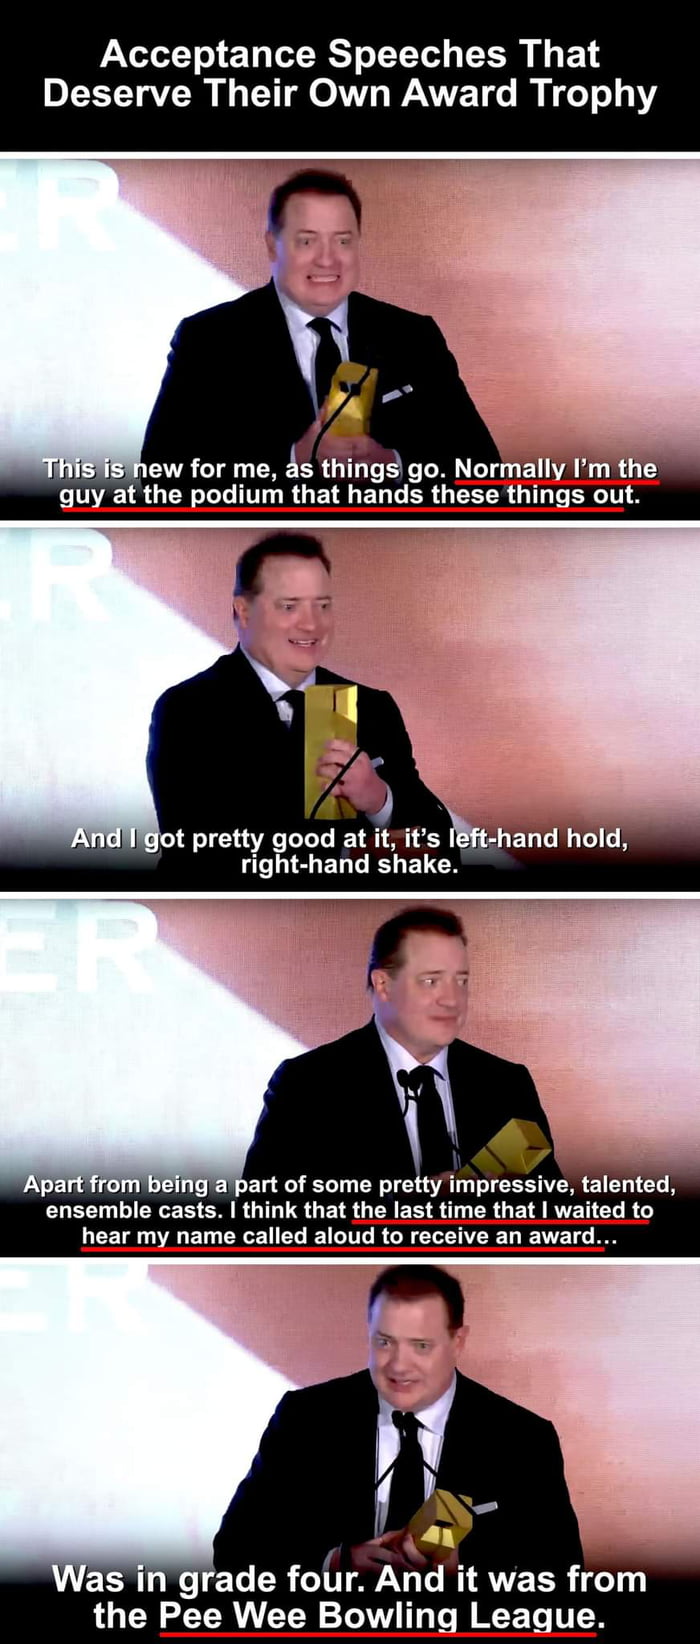 Acceptance Speeches That
Deserve Their Own Award Trophy
ER
This is new for me, as things go. Normally I'm the
guy at the podium that hands these things out.
.R
And I got pretty good at it, it's left-hand hold,
right-hand shake.
ER
Apart from being a part of some pretty impressive, talented,
ensemble casts. I think that the last time that I waited to
hear my name called aloud to receive an award...
ER
Was in grade four. And it was from
the Pee Wee Bowling League.